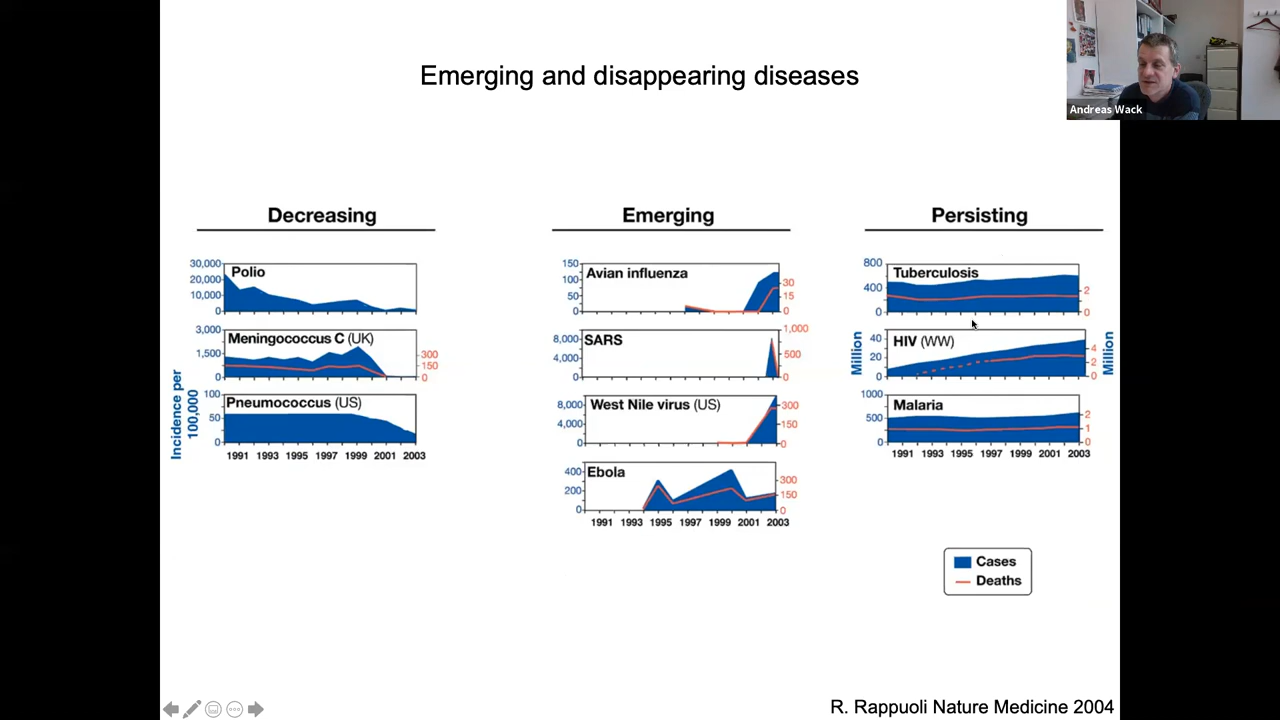 Emerging and disappearing diseases
Andreas Wack
Decreasing
30,000
20,000
10,000
0
Polio
3,000
1,500
0
Meningococcus C (UK)
300
150
0
100
50
0
Pneumococcus (US)
Incidence per
100,000
1991 1993 1995 1997 1999 2001 2003
Emerging
150
100
50
0
Avian influenza
30
15
0
8,000
4,000
0
SARS
1,000
500
0
8,000
4,000
0
West Nile virus (US)
300
150
0
400
200
0
Ebola
300
150
0
1991 1993 1995 1997 1999 2001 2003
Persisting
800
400
0
Tuberculosis
2
0
Million
40
20
0
HIV (WW)
4
2
0
Million
1000
500
0
Malaria
2
1
0
1991 1993 1995 1997 1999 2001 2003
Cases
Deaths
R. Rappuoli Nature Medicine 2004